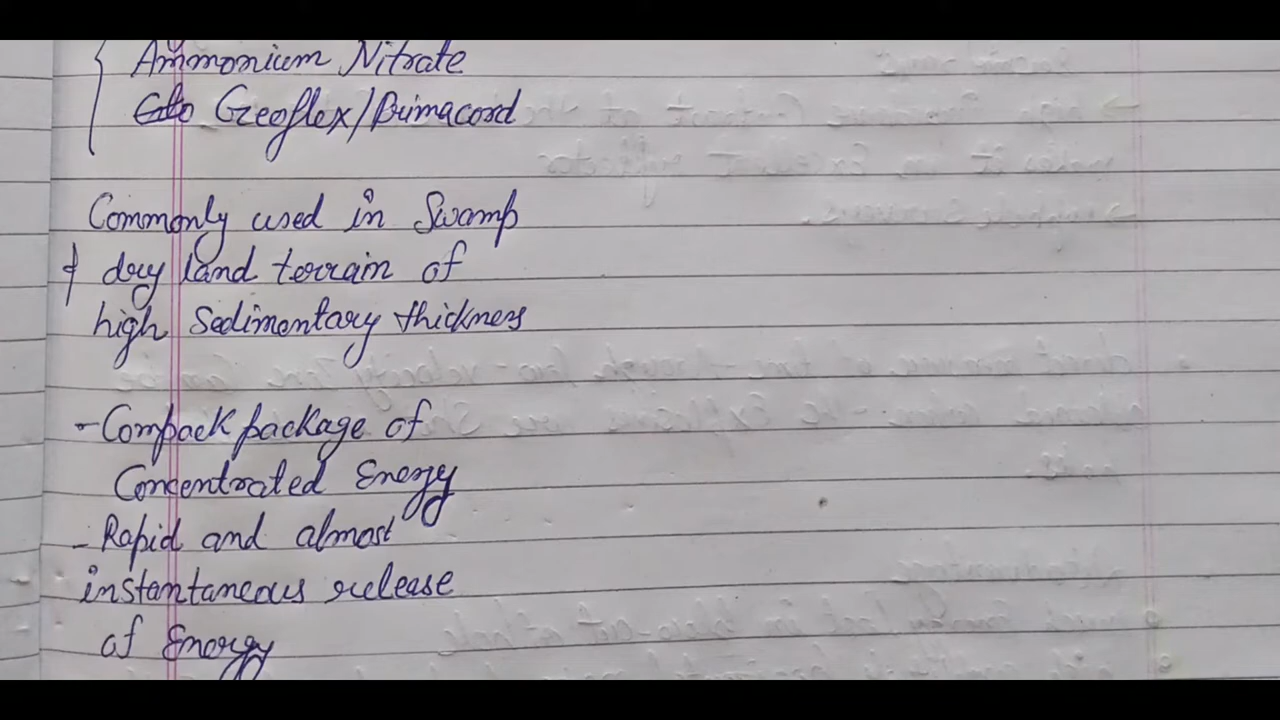 Ammonium Nitrate
Geoflex/Primacord
Commonly used in Swamp
& dry land terrain of
high Sedimentary thickness
- Compack package of
Concentrated Energy
- Rapid and almost
instantaneous release
of Energy